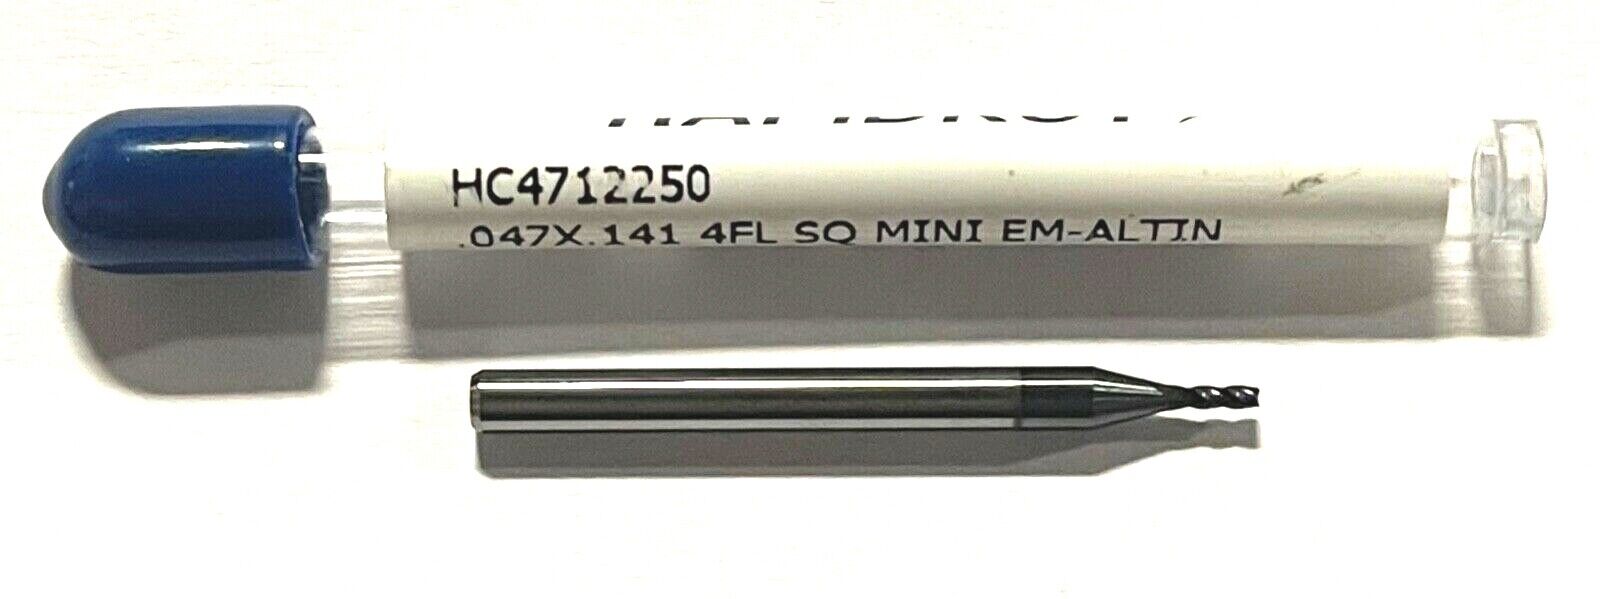 HC4712250
.047X.141 4FL SQ MINI EM-ALTIN